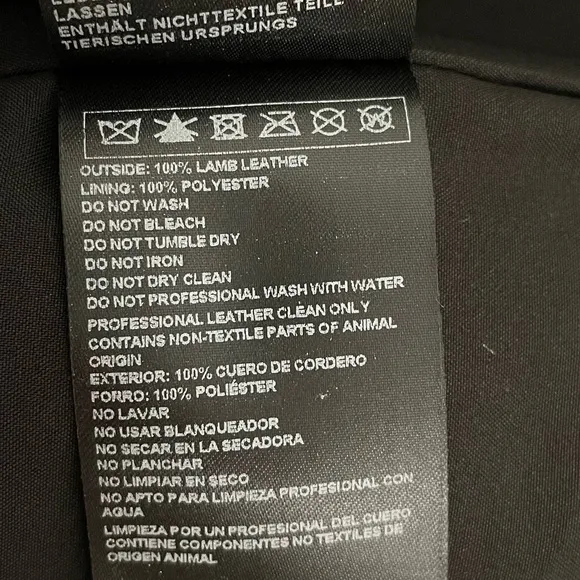 LASSEN
ENTHÄLT NICHTTEXTILE TEILE
TIERISCHEN URSPRUNGS
OUTSIDE: 100% LAMB LEATHER
LINING: 100% POLYESTER
DO NOT WASH
DO NOT BLEACH
DO NOT TUMBLE DRY
DO NOT IRON
DO NOT DRY CLEAN
DO NOT PROFESSIONAL WASH WITH WATER
PROFESSIONAL LEATHER CLEAN ONLY
CONTAINS NON-TEXTILE PARTS OF ANIMAL
ORIGIN
EXTERIOR: 100% CUERO DE CORDERO
FORRO: 100% POLIÉSTER
NO LAVAR
NO USAR BLANQUEADOR
NO SECAR EN LA SECADORA
NO PLANCHAR
NO LIMPIAR EN SECO
NO APTO PARA LIMPIEZA PROFESIONAL CON
AGUA
LIMPIEZA POR UN PROFESIONAL DEL CUERO
CONTIENE COMPONENTES NO TEXTILES DE
ORIGEN ANIMAL